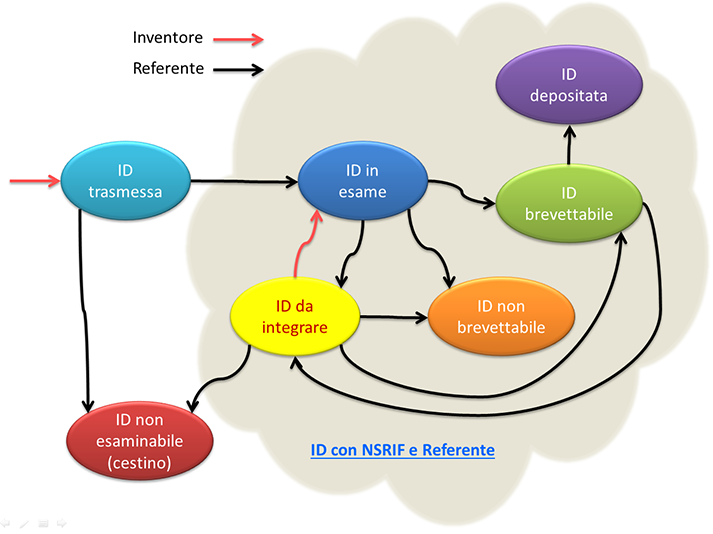 Inventore
Referente
ID
depositata
ID
trasmessa
ID in
esame
ID
brevettabile
ID da
integrare
ID non
brevettabile
ID non
esaminabile
(cestino)
ID con NSRIF e Referente